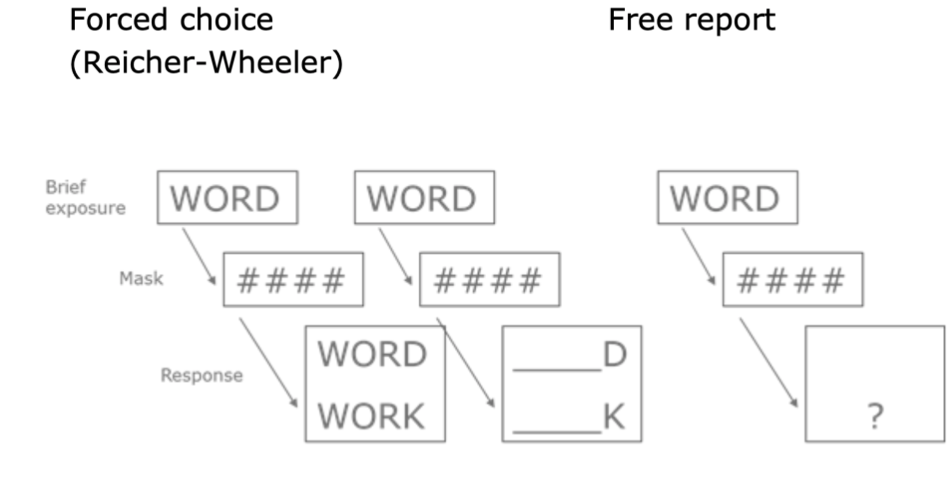 Forced choice
(Reicher-Wheeler)
Free report
Brief
exposure
WORD
WORD
WORD
Mask
####
####
####
Response
WORD
WORK
_____D
_____K
?